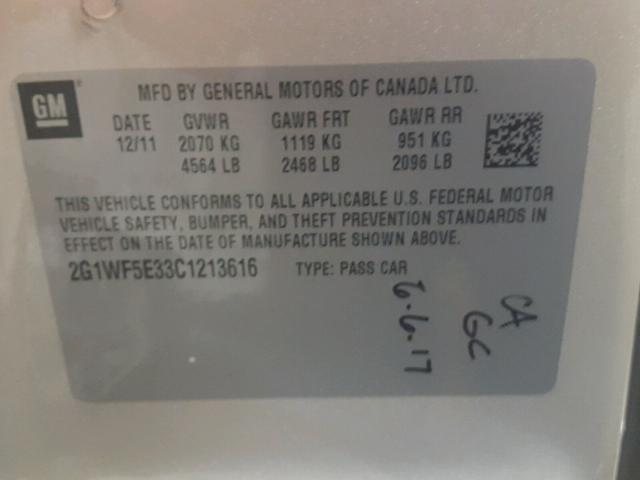 GM
MFD BY GENERAL MOTORS OF CANADA LTD.
DATE GVWR GAWR FRT GAWR RR
12/11 2070 KG 1119 KG 951 KG
4564 LB 2468 LB 2096 LB
THIS VEHICLE CONFORMS TO ALL APPLICABLE U.S. FEDERAL MOTOR
VEHICLE SAFETY, BUMPER, AND THEFT PREVENTION STANDARDS IN
EFFECT ON THE DATE OF MANUFACTURE SHOWN ABOVE.
2G1WF5E33C1213616 TYPE: PASS CAR
6.6.17
CA
GC